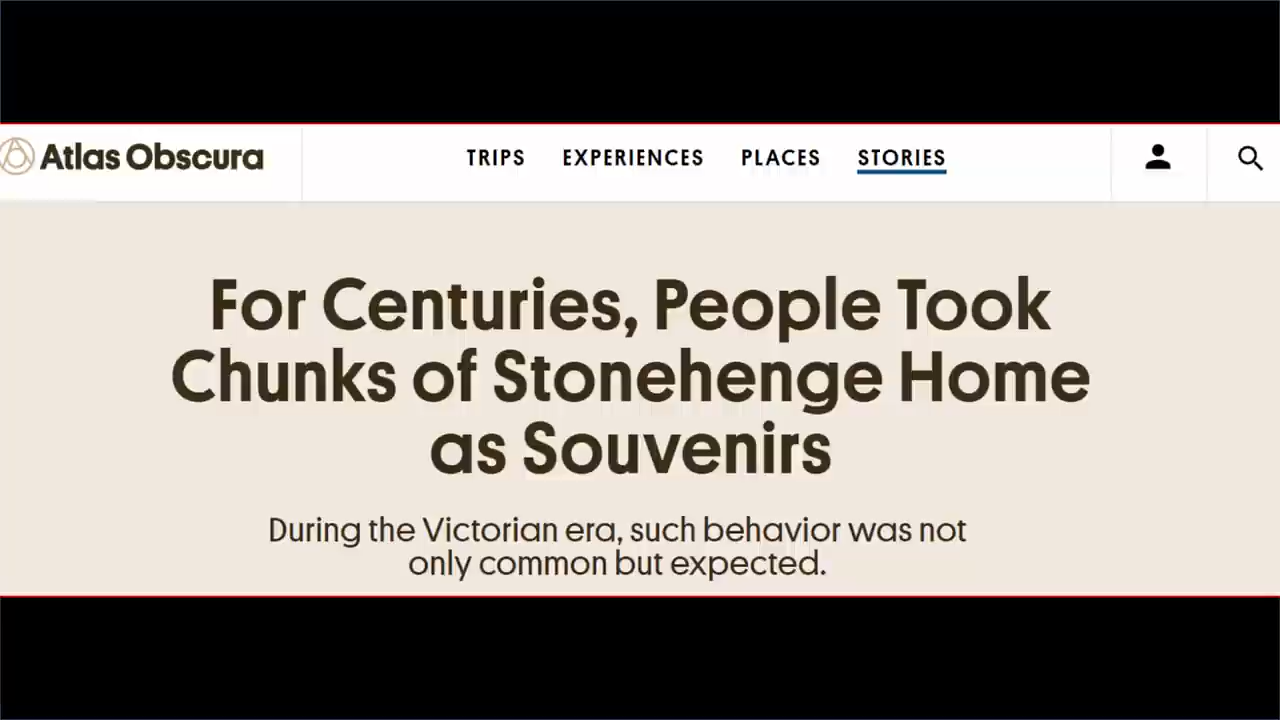 Atlas Obscura TRIPS EXPERIENCES PLACES STORIES
For Centuries, People Took
Chunks of Stonehenge Home
as Souvenirs
During the Victorian era, such behavior was not
only common but expected.